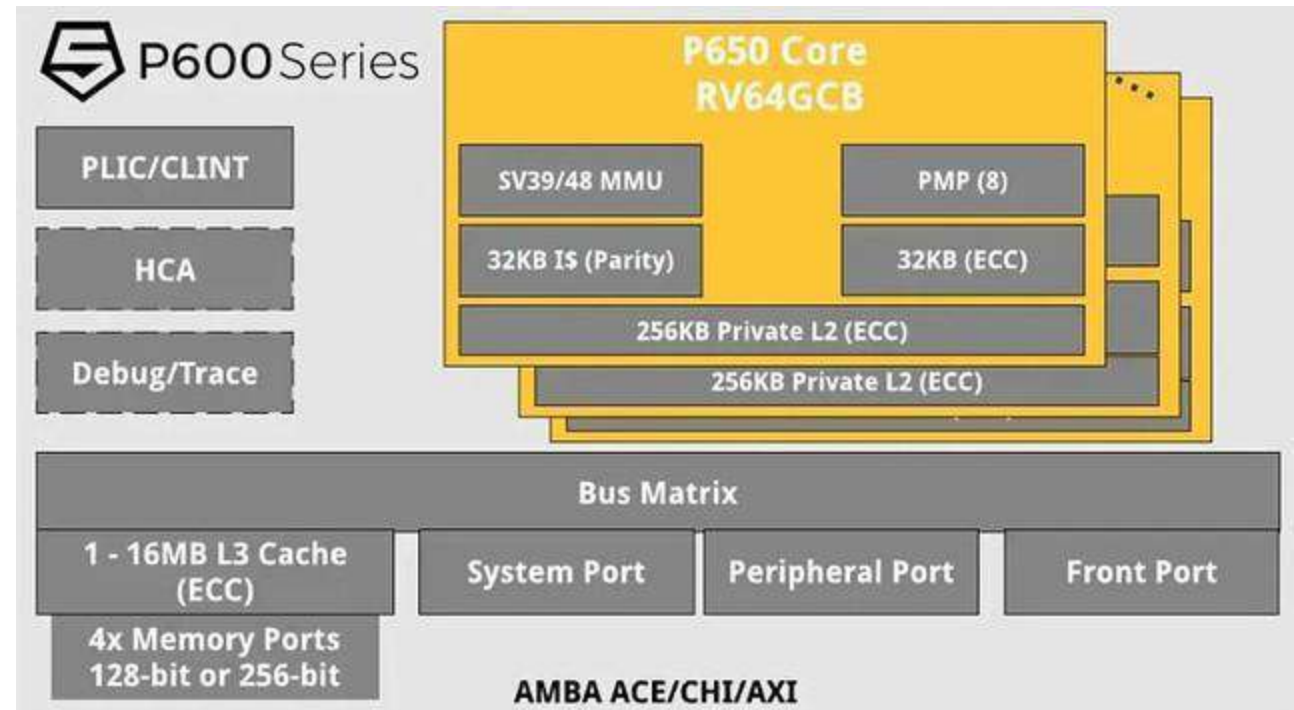 P600 Series
P650 Core
RV64GCB
PLIC/CLINT
SV39/48 MMU
PMP (8)
HCA
32KB I$ (Parity)
32KB (ECC)
256KB Private L2 (ECC)
Debug/Trace
256KB Private L2 (ECC)
Bus Matrix
1 - 16MB L3 Cache
(ECC)
System Port
Peripheral Port
Front Port
4x Memory Ports
128-bit or 256-bit
AMBA ACE/CHI/AXI